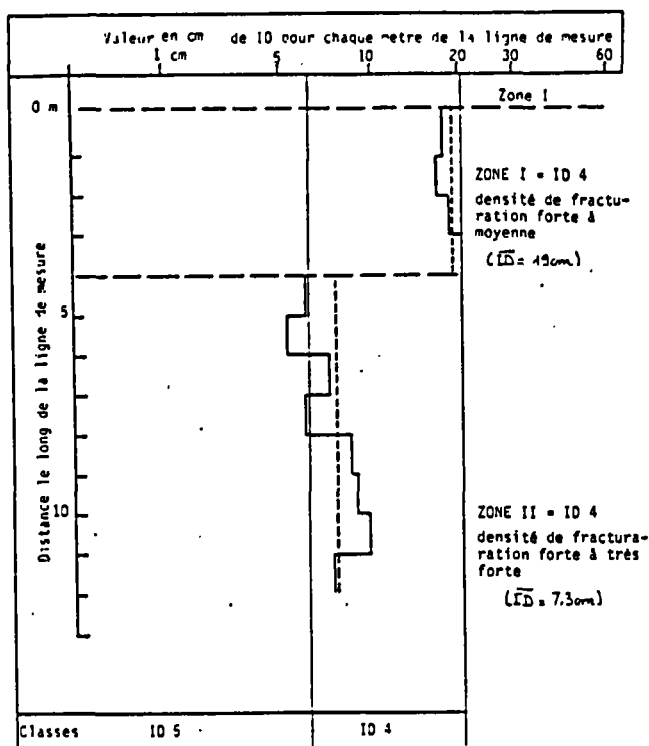 Valeur en cm de ID pour chaque metre de la ligne de mesure
1 cm 5 10 20 30 60
0 m
Zone I
ZONE I = ID 4
densité de fractu-
ration forte à
moyenne
(ID = 19cm)
Distance le long de la ligne de mesure
5
10
ZONE II = ID 4
densité de fractura-
ration forte à très
forte
(ID = 7.3cm)
Classes ID 5 ID 4